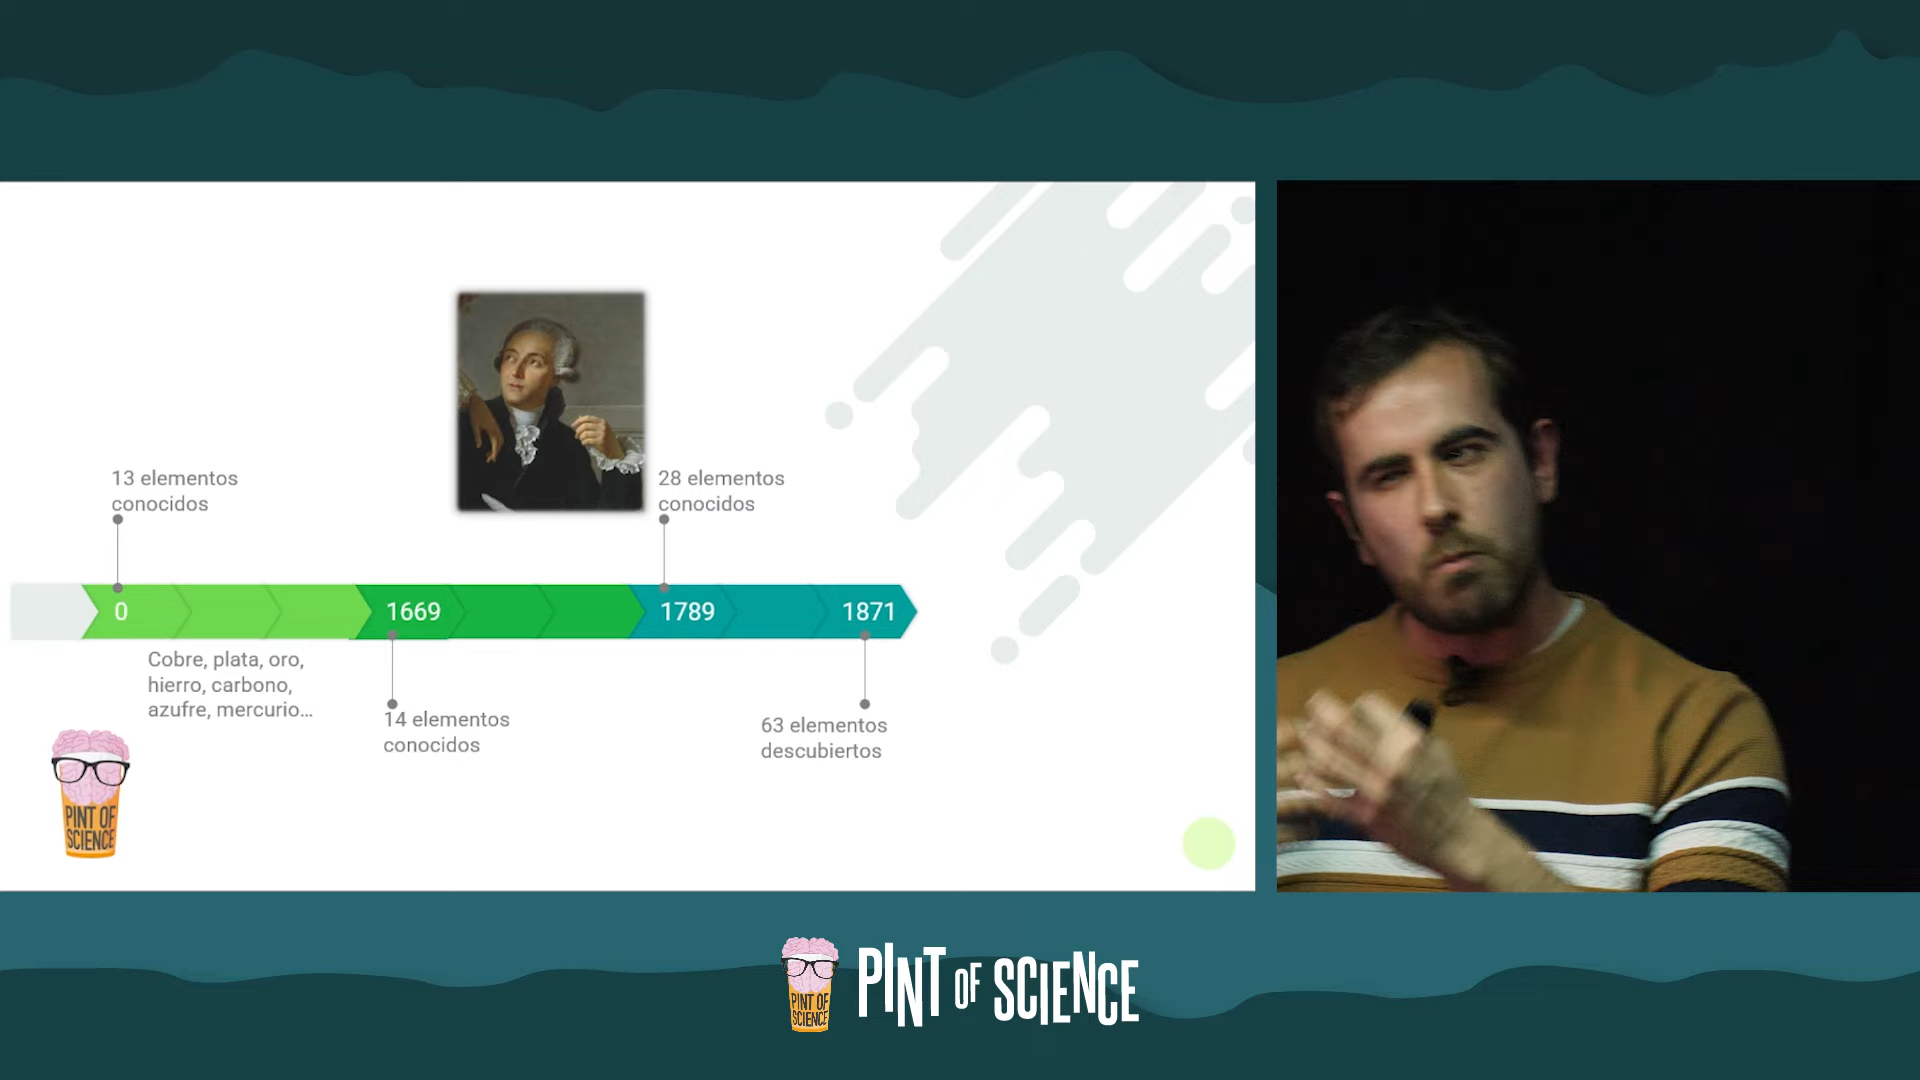 13 elementos
conocidos
28 elementos
conocidos
0
1669
1789
1871
Cobre, plata, oro,
hierro, carbono,
azufre, mercurio...
14 elementos
conocidos
63 elementos
descubiertos
PINT OF
SCIENCE
PINT OF
SCIENCE
PINT OF SCIENCE